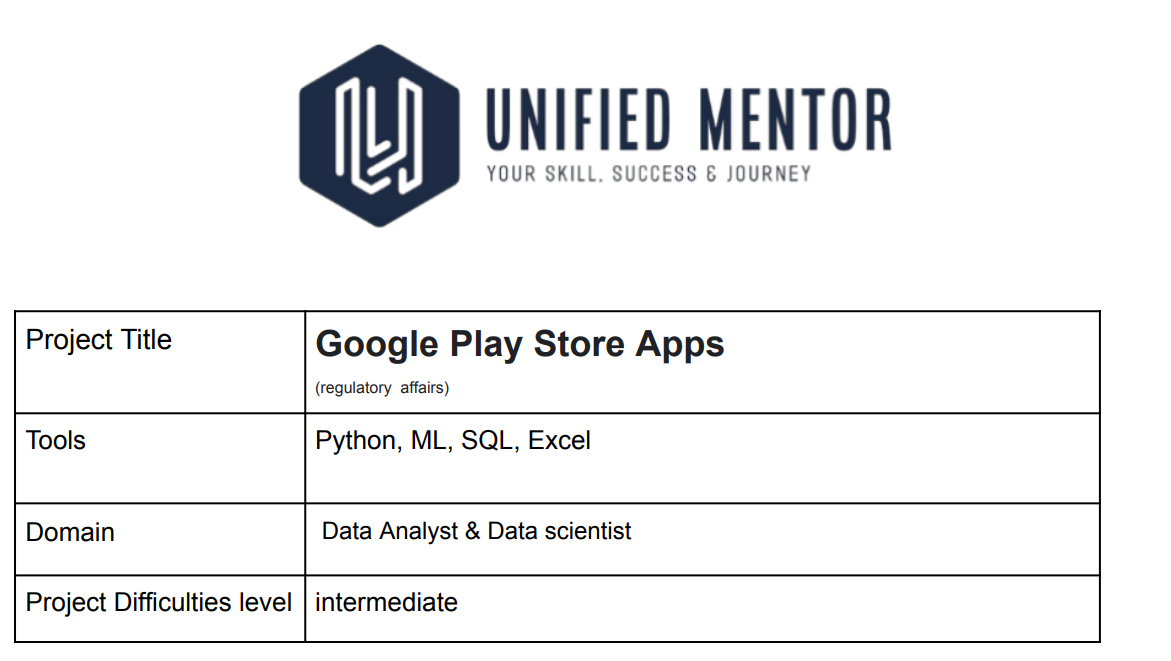 UNIFIED MENTOR
YOUR SKILL, SUCCESS & JOURNEY
Project Title
Google Play Store Apps
(regulatory affairs)
Tools
Python, ML, SQL, Excel
Domain
Data Analyst & Data scientist
Project Difficulties level
intermediate